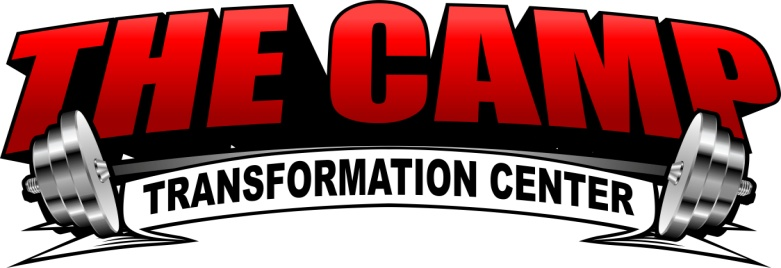 THE CAMP
TRANSFORMATION CENTER